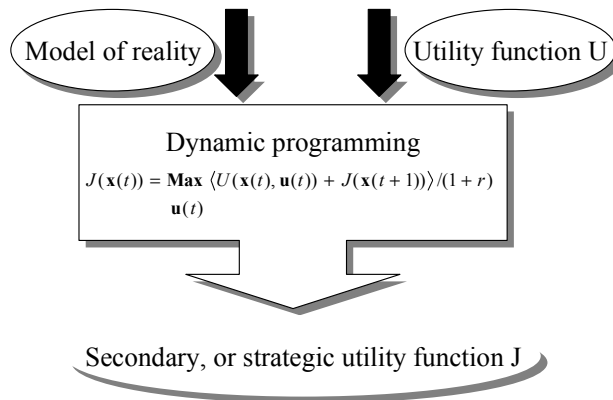 Model of reality
Utility function U
Dynamic programming
J(x(t)) = Max ⟨U(x(t), u(t)) + J(x(t+1))⟩/(1 + r)
u(t)
Secondary, or strategic utility function J